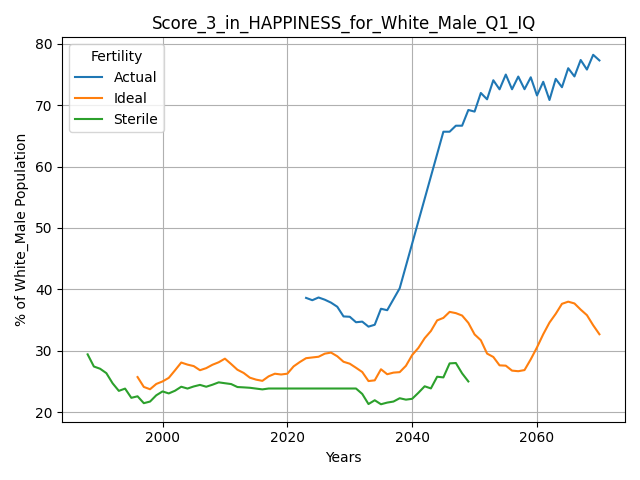 Score_3_in_HAPPINESS_for_White_Male_Q1_IQ
Fertility
Actual
Ideal
Sterile
% of White_Male Population
80
70
60
50
40
30
20
2000
2020
2040
2060
Years